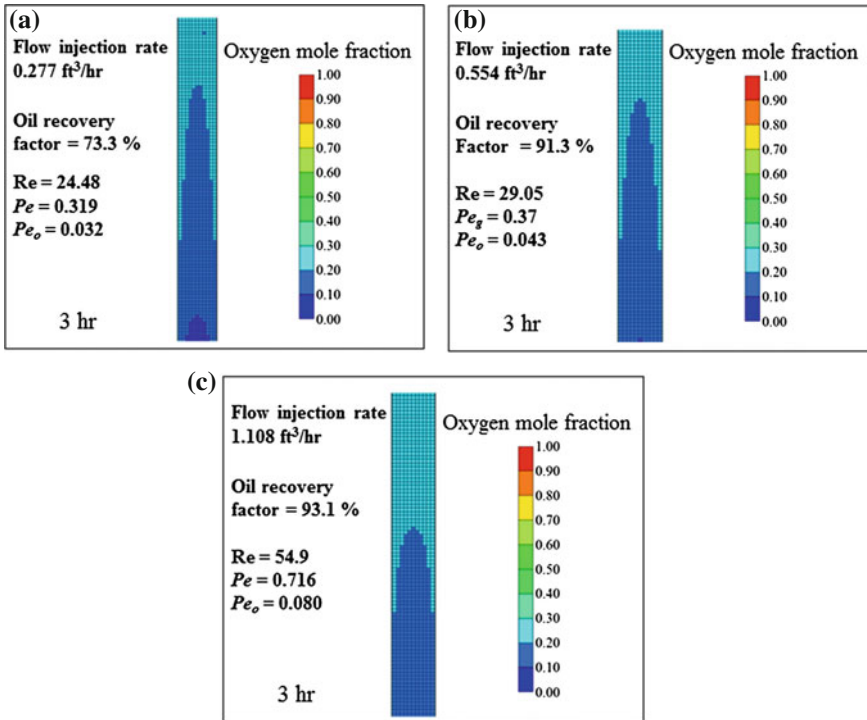 (a)
Flow injection rate
0.277 ft³/hr
Oil recovery
factor = 73.3 %
Re = 24.48
Pe = 0.319
Peₒ = 0.032
3 hr
Oxygen mole fraction
1.00
0.90
0.80
0.70
0.60
0.50
0.40
0.30
0.20
0.10
0.00
(b)
Flow injection rate
0.554 ft³/hr
Oil recovery
Factor = 91.3 %
Re = 29.05
Pe_g = 0.37
Peₒ = 0.043
3 hr
Oxygen mole fraction
1.00
0.90
0.80
0.70
0.60
0.50
0.40
0.30
0.20
0.10
0.00
(c)
Flow injection rate
1.108 ft³/hr
Oil recovery
factor = 93.1 %
Re = 54.9
Pe = 0.716
Peₒ = 0.080
3 hr
Oxygen mole fraction
1.00
0.90
0.80
0.70
0.60
0.50
0.40
0.30
0.20
0.10
0.00